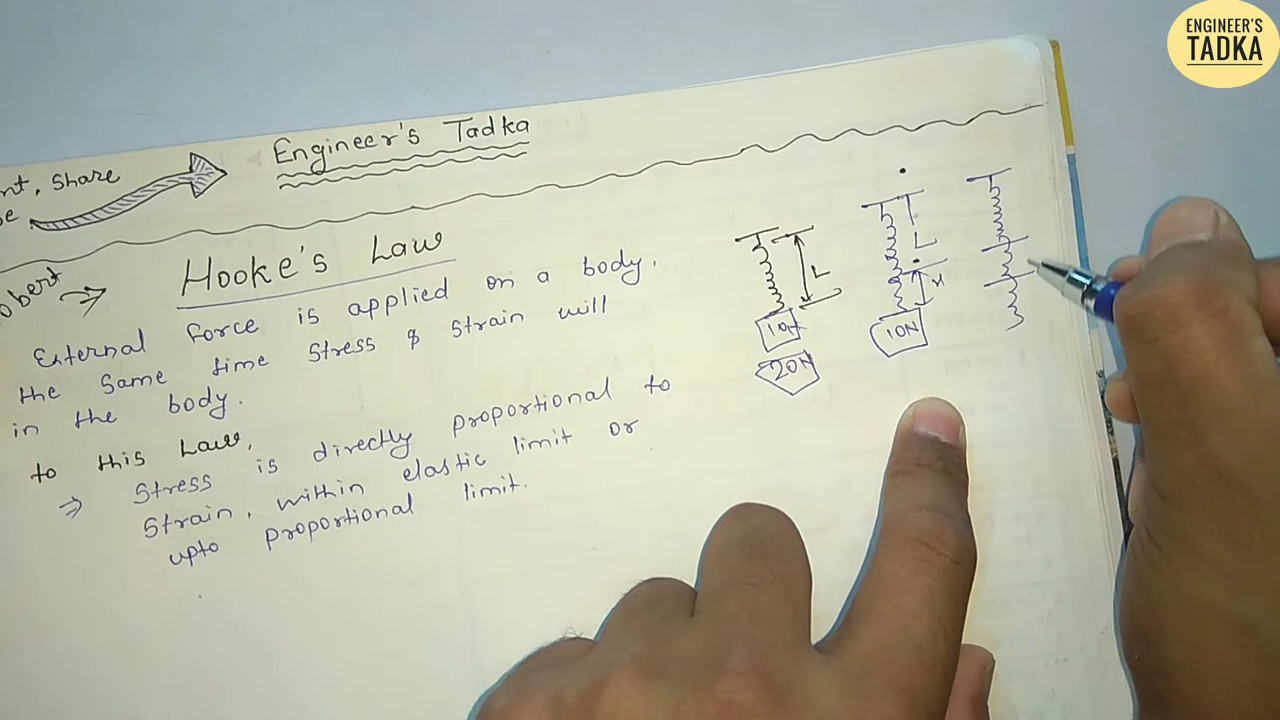 ENGINEER'S
TADKA
Engineer's Tadka
nt, Share
be
Hooke's Law
obert
External force is applied on a body.
the same time stress & strain will
in the body.
to this Law,
⇒ Stress is directly proportional to
Strain, within elastic limit or
upto proportional limit.
L
L
x
10N
20N
10N